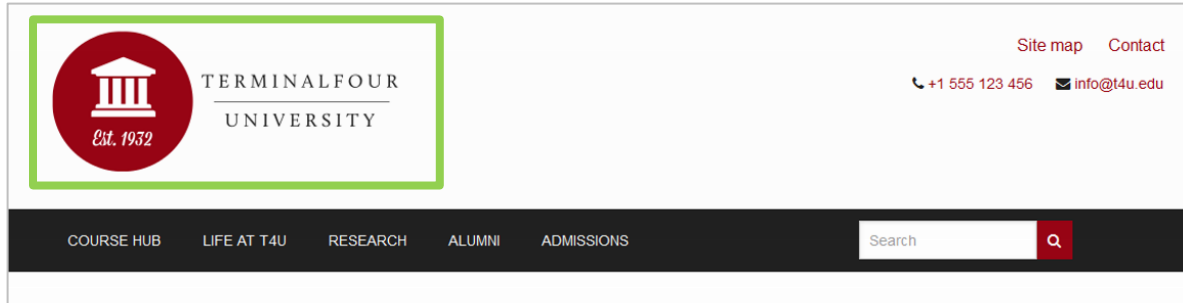 Est. 1932
TERMINALFOUR
UNIVERSITY
Site map Contact
+1 555 123 456 info@t4u.edu
COURSE HUB LIFE AT T4U RESEARCH ALUMNI ADMISSIONS Search